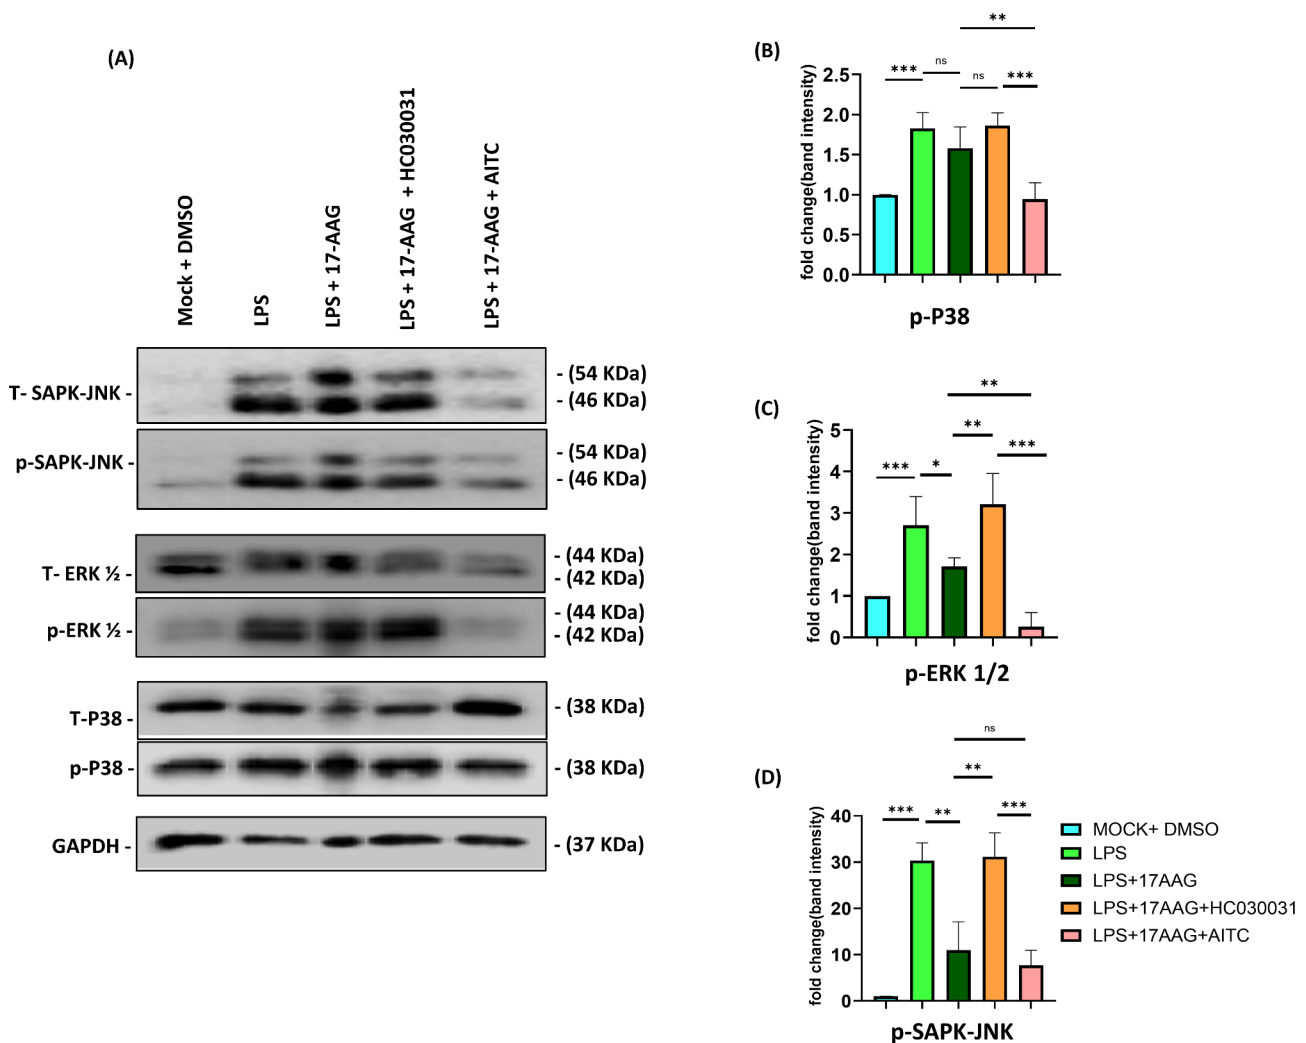 (A)
Mock + DMSO
LPS
LPS + 17-AAG
LPS + 17-AAG + HC030031
LPS + 17-AAG + AITC
T- SAPK-JNK -
- (54 KDa)
- (46 KDa)
p-SAPK-JNK -
- (54 KDa)
- (46 KDa)
T- ERK ½ -
- (44 KDa)
- (42 KDa)
p-ERK ½ -
- (44 KDa)
- (42 KDa)
T-P38 -
- (38 KDa)
p-P38 -
- (38 KDa)
GAPDH -
- (37 KDa)
(B)
**
*** ns ns ***
fold change(band intensity)
2.5
2.0
1.5
1.0
0.5
0.0
p-P38
(C)
**
**
***
*** *
fold change(band intensity)
5
4
3
2
1
0
p-ERK 1/2
(D)
ns
**
*** ** ***
fold change(band intensity)
40
30
20
10
0
p-SAPK-JNK
MOCK+ DMSO
LPS
LPS+17AAG
LPS+17AAG+HC030031
LPS+17AAG+AITC